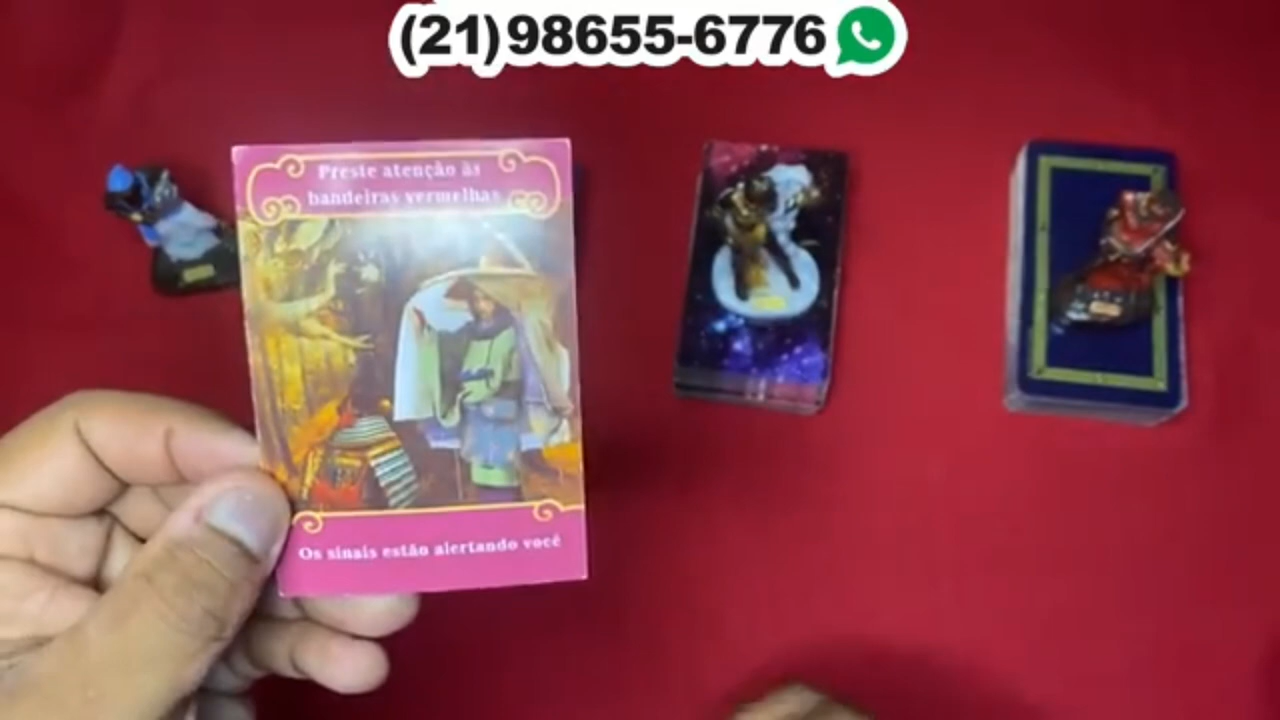 (21)98655-6776
Preste atenção às
bandeiras vermelhas
Os sinais estão alertando você